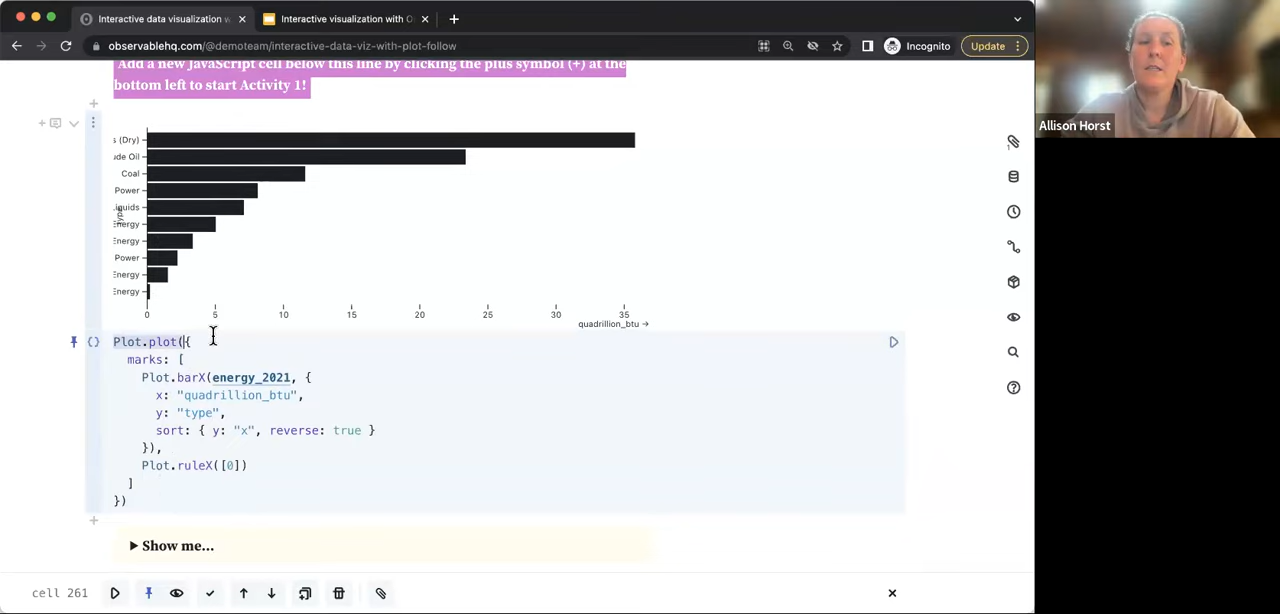 Interactive data visualization w
Interactive visualization with O
observablehq.com/@demoteam/interactive-data-viz-with-plot-follow
Incognito
Update
Allison Horst
Add a new JavaScript cell below this line by clicking the plus symbol (+) at the
bottom left to start Activity 1!
s (Dry)
ude Oil
Coal
Power
Liquids
type
Energy
Energy
Power
Energy
Energy
0 5 10 15 20 25 30 35
quadrillion_btu →
Plot.plot({
marks: [
Plot.barX(energy_2021, {
x: "quadrillion_btu",
y: "type",
sort: { y: "x", reverse: true }
}),
Plot.ruleX([0])
]
})
Show me...
cell 261